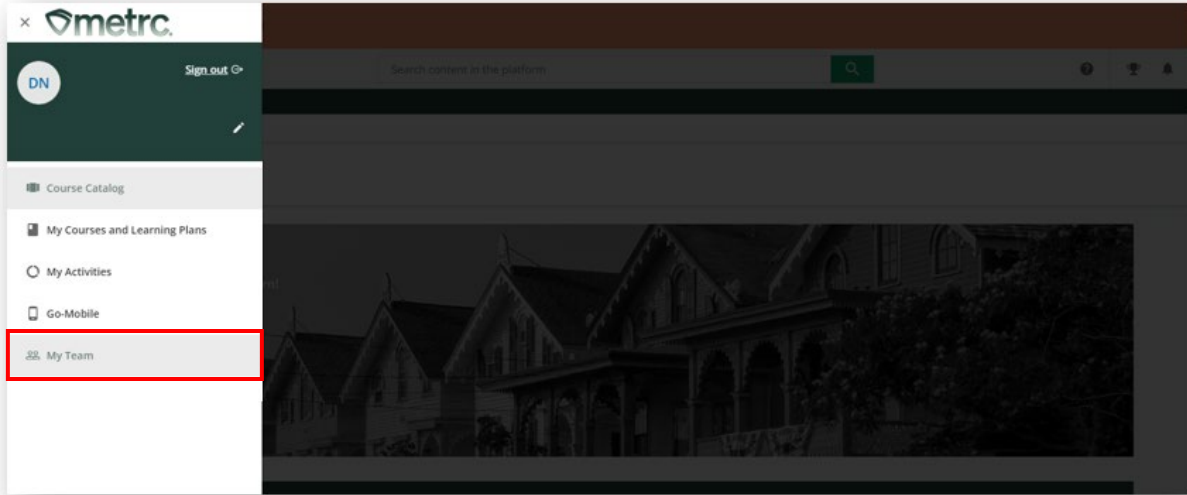 metrc.
Sign out
DN
Search content in the platform
Course Catalog
My Courses and Learning Plans
My Activities
Go-Mobile
My Team